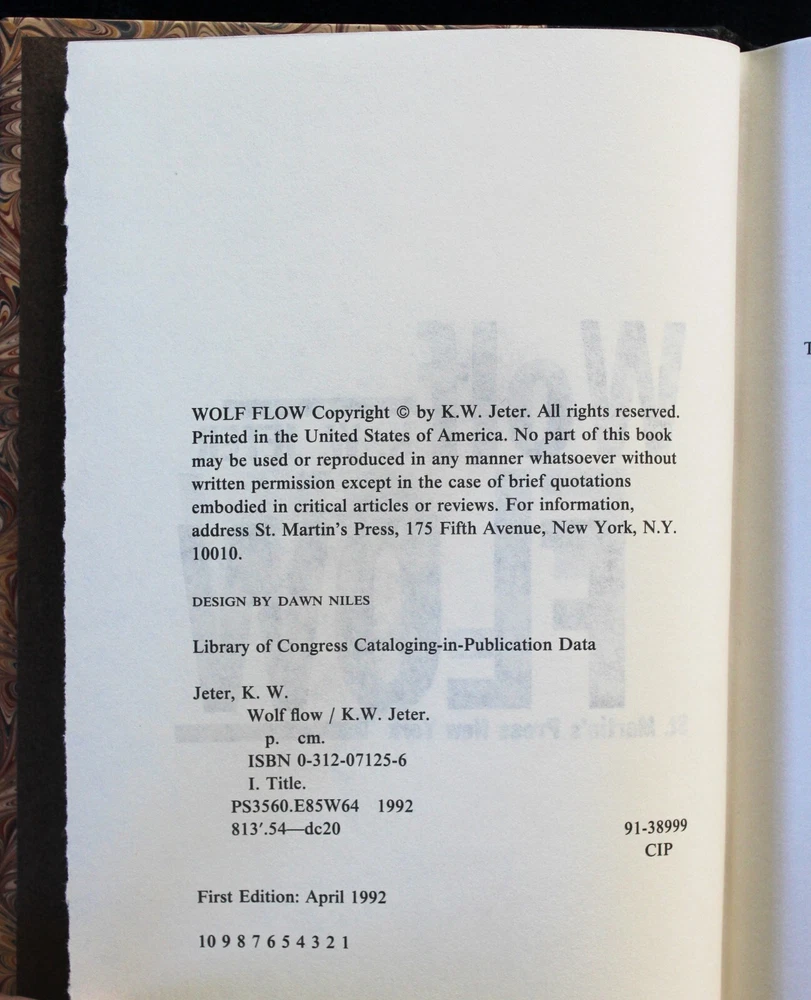 WOLF FLOW Copyright © by K.W. Jeter. All rights reserved.
Printed in the United States of America. No part of this book
may be used or reproduced in any manner whatsoever without
written permission except in the case of brief quotations
embodied in critical articles or reviews. For information,
address St. Martin's Press, 175 Fifth Avenue, New York, N.Y.
10010.
DESIGN BY DAWN NILES
Library of Congress Cataloging-in-Publication Data
Jeter, K. W.
Wolf flow / K.W. Jeter.
p. cm.
ISBN 0-312-07125-6
I. Title.
PS3560.E85W64 1992
813'.54—dc20
91-38999
CIP
First Edition: April 1992
10 9 8 7 6 5 4 3 2 1